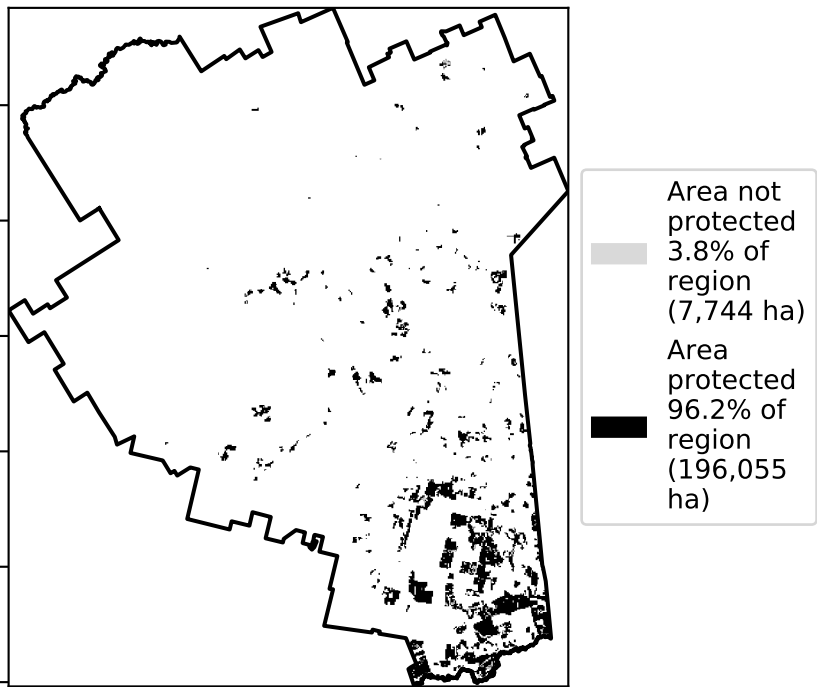 Area not
protected
3.8% of
region
(7,744 ha)
Area
protected
96.2% of
region
(196,055
ha)